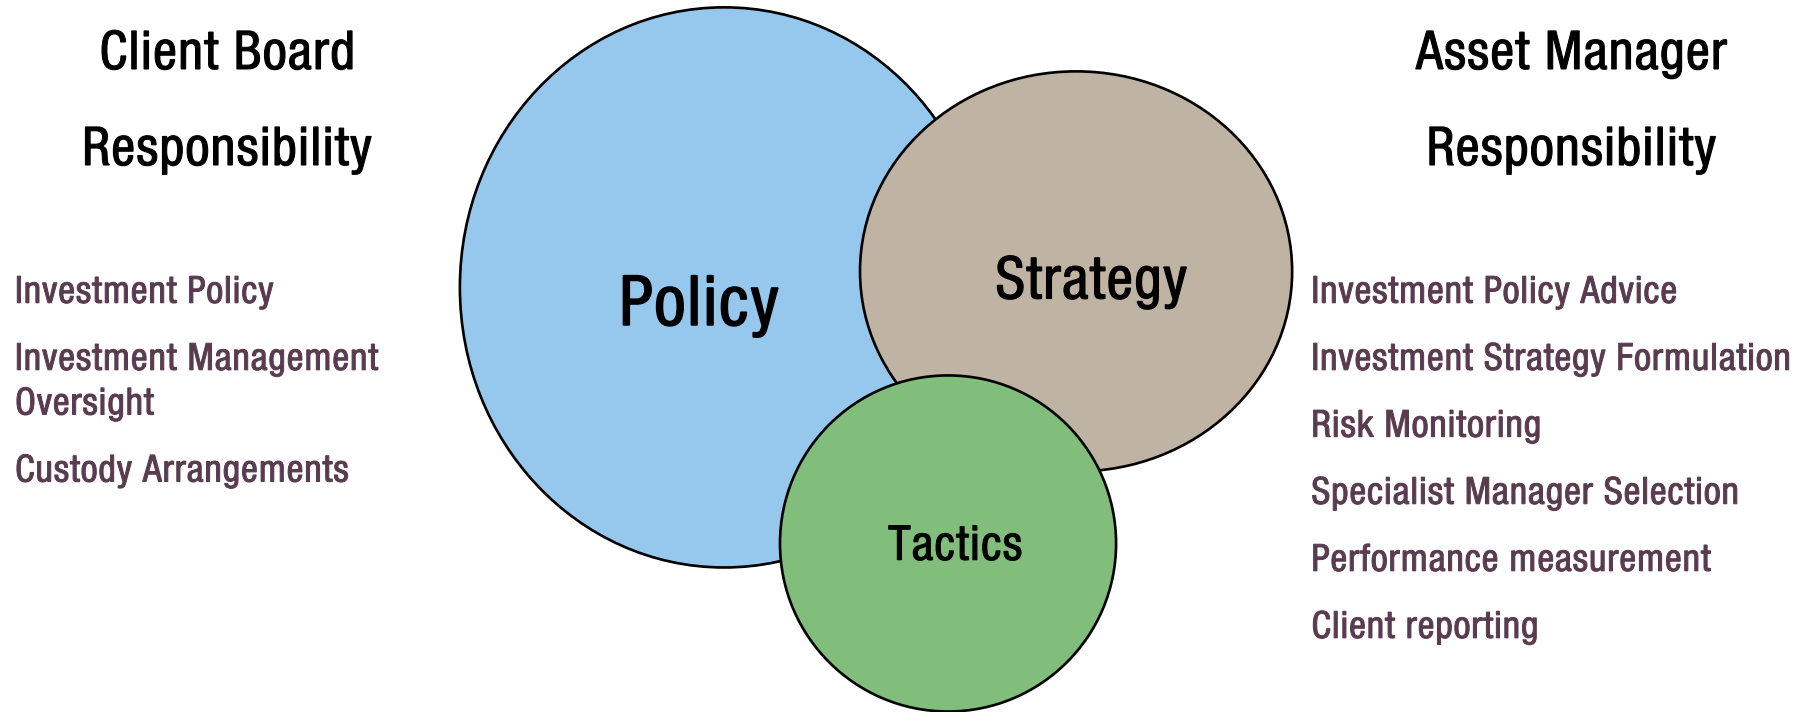 Client Board
Responsibility
Investment Policy
Investment Management
Oversight
Custody Arrangements
Policy
Strategy
Tactics
Asset Manager
Responsibility
Investment Policy Advice
Investment Strategy Formulation
Risk Monitoring
Specialist Manager Selection
Performance measurement
Client reporting